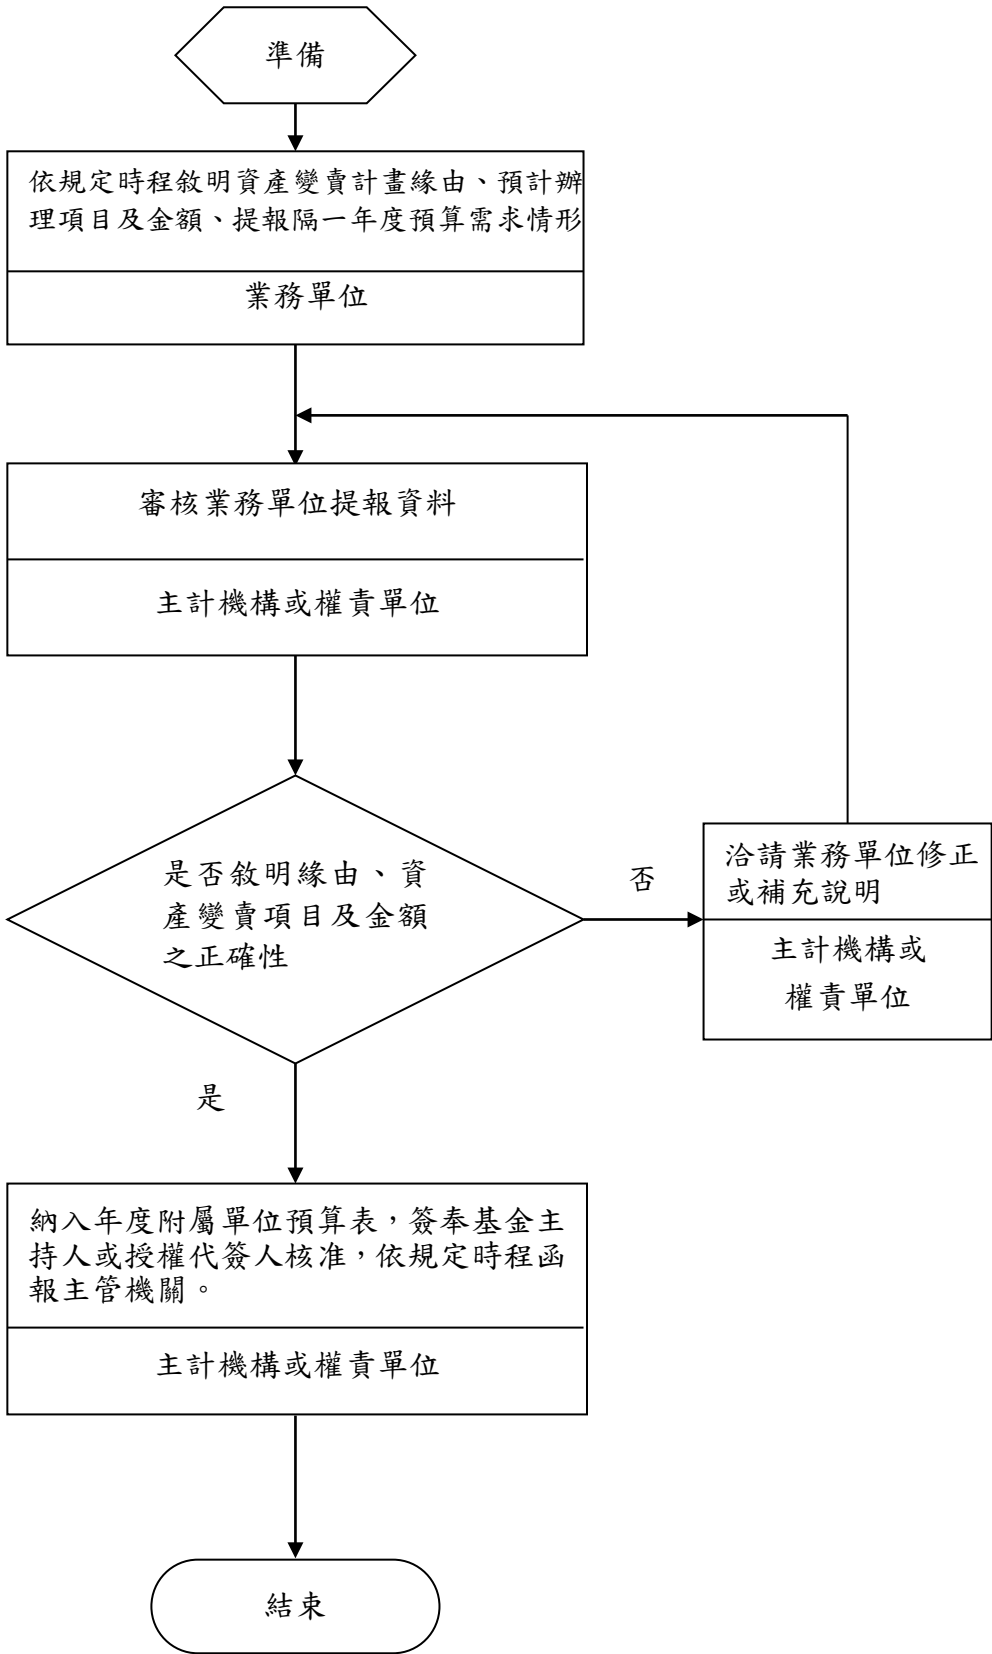 準備
依規定時程敘明資產變賣計畫緣由、預計辦
理項目及金額、提報隔一年度預算需求情形
業務單位
審核業務單位提報資料
主計機構或權責單位
是否敘明緣由、資
產變賣項目及金額
之正確性
否
洽請業務單位修正
或補充說明
主計機構或
權責單位
是
納入年度附屬單位預算表，簽奉基金主
持人或授權代簽人核准，依規定時程函
報主管機關。
主計機構或權責單位
結束